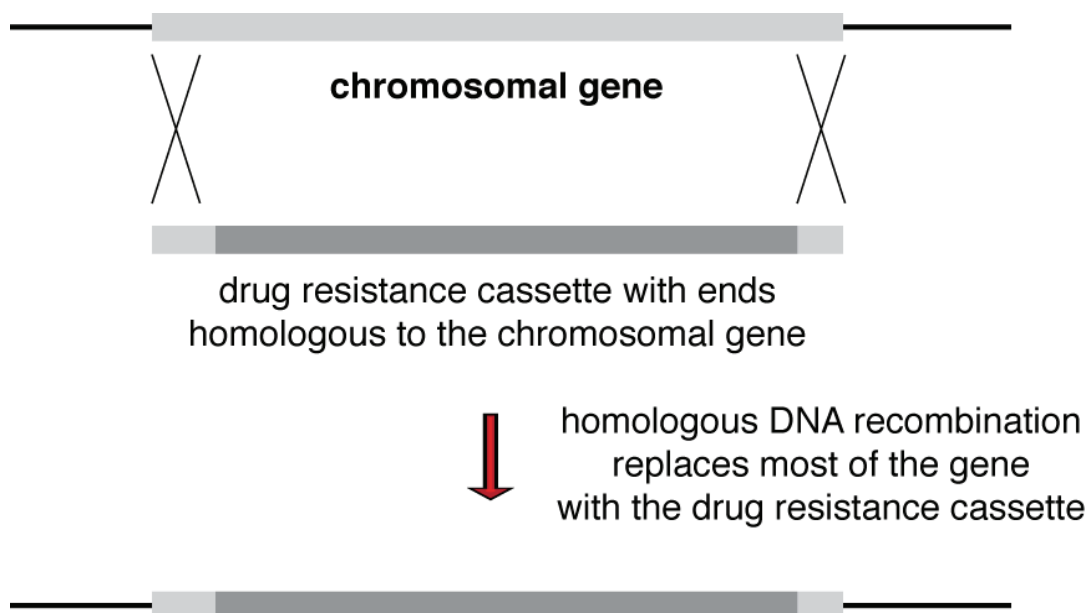 chromosomal gene
drug resistance cassette with ends
homologous to the chromosomal gene
homologous DNA recombination
replaces most of the gene
with the drug resistance cassette